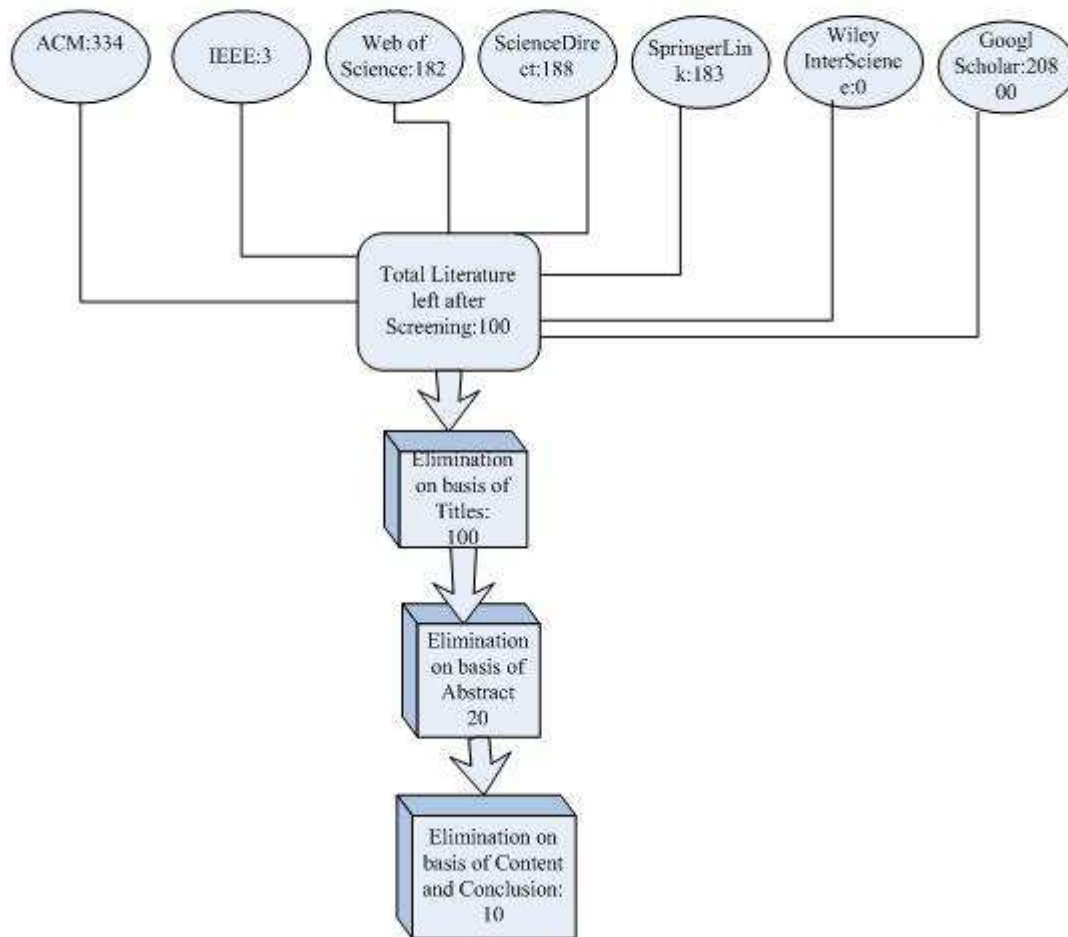 ACM:334
IEEE:3
Web of
Science:182
ScienceDire
ct:188
SpringerLin
k:183
Wiley
InterScienc
e:0
Googl
Scholar:208
00
Total Literature
left after
Screening:100
Elimination
on basis of
Titles:
100
Elimination
on basis of
Abstract
20
Elimination on
basis of Content
and Conclusion:
10